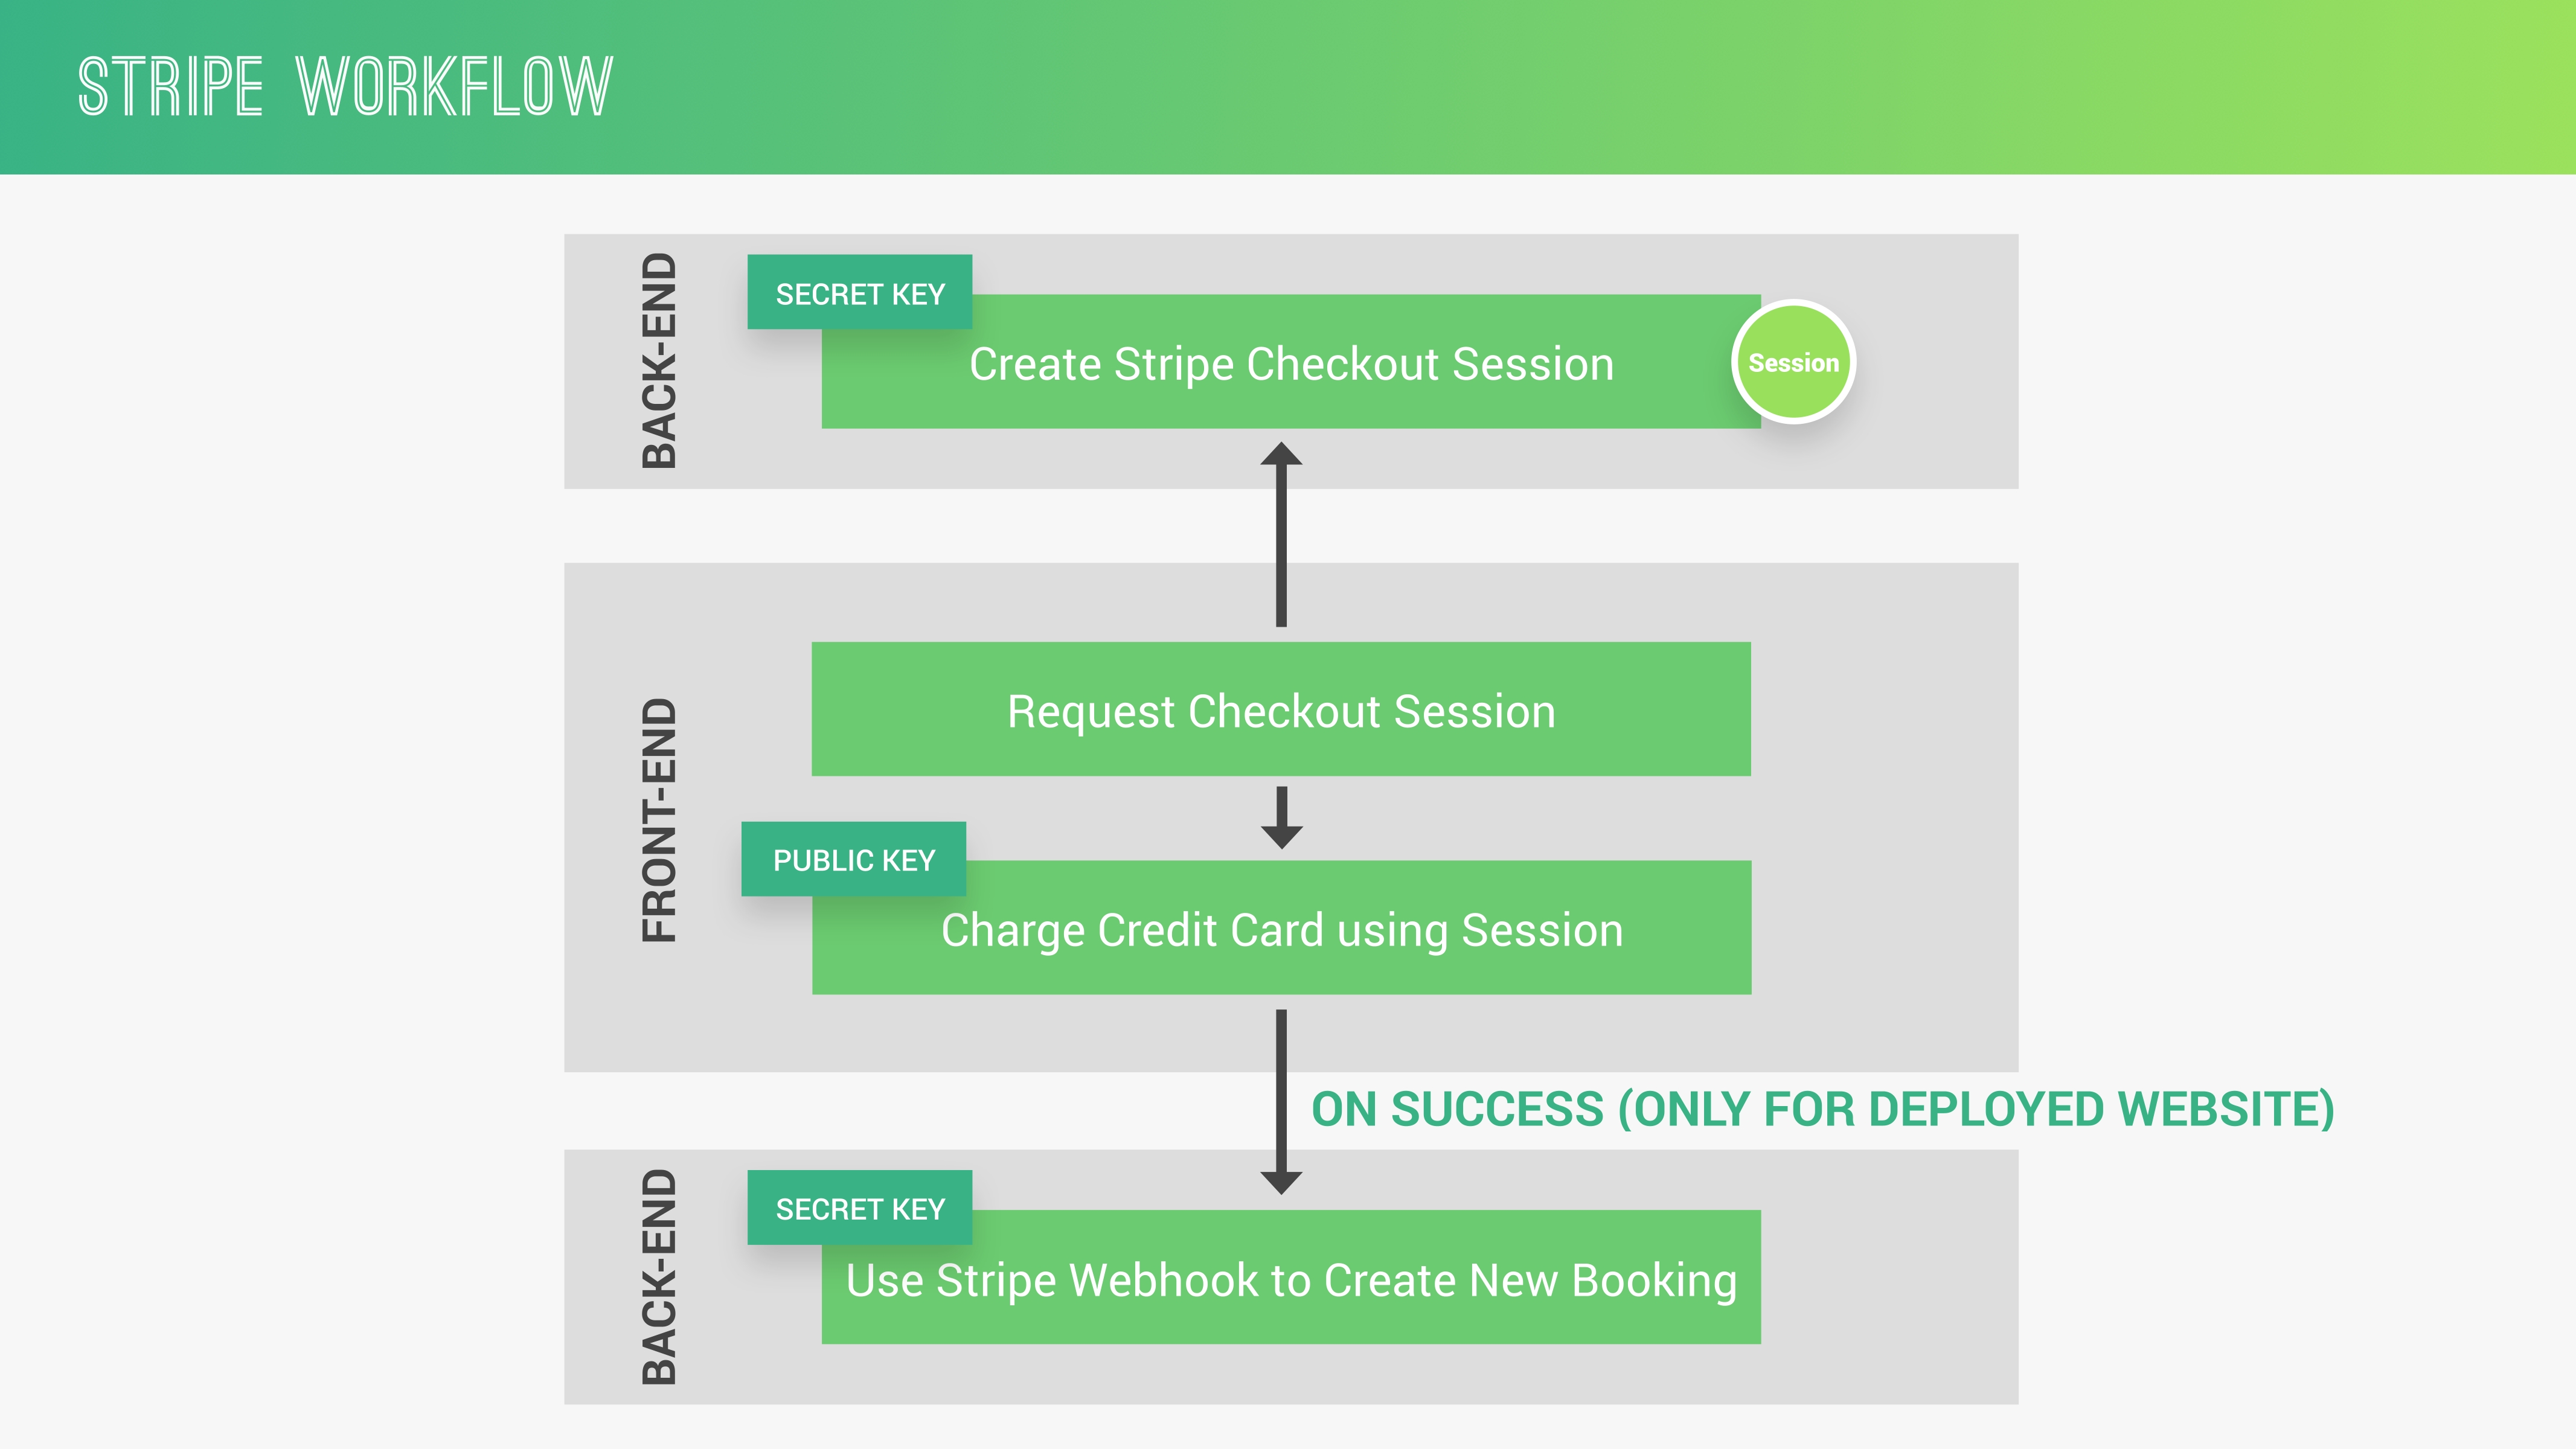 STRIPE WORKFLOW
BACK-END
SECRET KEY
Create Stripe Checkout Session
Session
FRONT-END
Request Checkout Session
PUBLIC KEY
Charge Credit Card using Session
ON SUCCESS (ONLY FOR DEPLOYED WEBSITE)
BACK-END
SECRET KEY
Use Stripe Webhook to Create New Booking